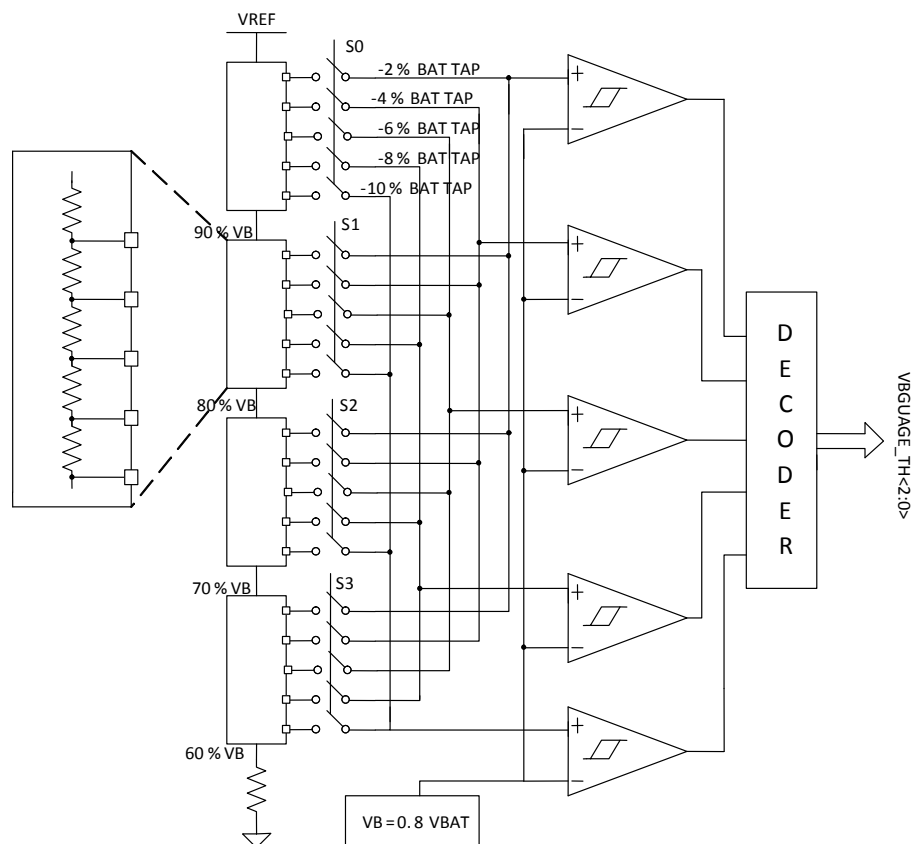 VREF
S0
-2% BAT TAP
-4% BAT TAP
-6% BAT TAP
-8% BAT TAP
-10% BAT TAP
90% VB
S1
80% VB
S2
70% VB
S3
60% VB
VB=0.8 VBAT
+
−
+
−
+
−
+
−
+
−
DECODER
VBGUAGE_TH<2:0>